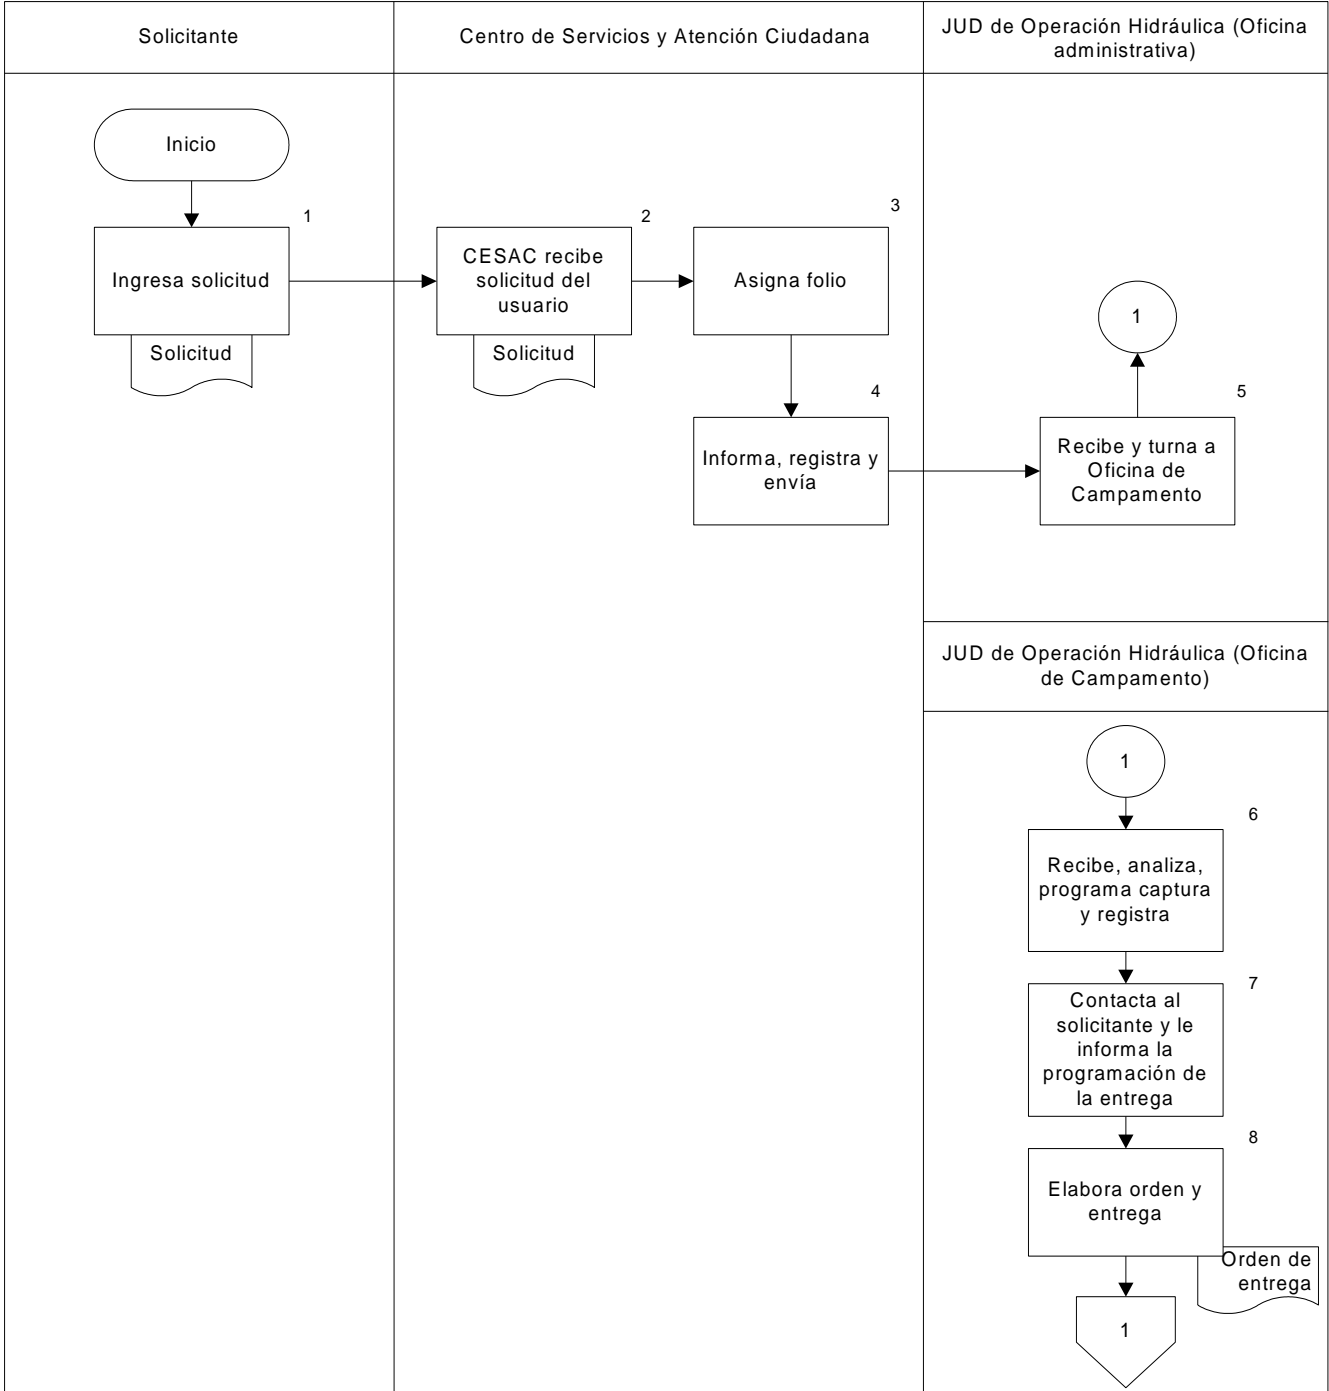 Solicitante
Centro de Servicios y Atención Ciudadana
JUD de Operación Hidráulica (Oficina
administrativa)
Inicio
1
Ingresa solicitud
Solicitud
2
CESAC recibe
solicitud del
usuario
Solicitud
3
Asigna folio
4
Informa, registra y
envía
1
5
Recibe y turna a
Oficina de
Campamento
JUD de Operación Hidráulica (Oficina
de Campamento)
1
6
Recibe, analiza,
programa captura
y registra
7
Contacta al
solicitante y le
informa la
programación de
la entrega
8
Elabora orden y
entrega
Orden de
entrega
1